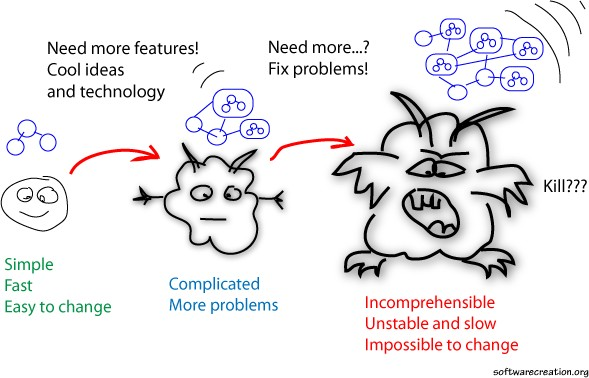 Need more features!
Cool ideas
and technology
Need more...?
Fix problems!
Kill???
Simple
Fast
Easy to change
Complicated
More problems
Incomprehensible
Unstable and slow
Impossible to change
softwarecreation.org